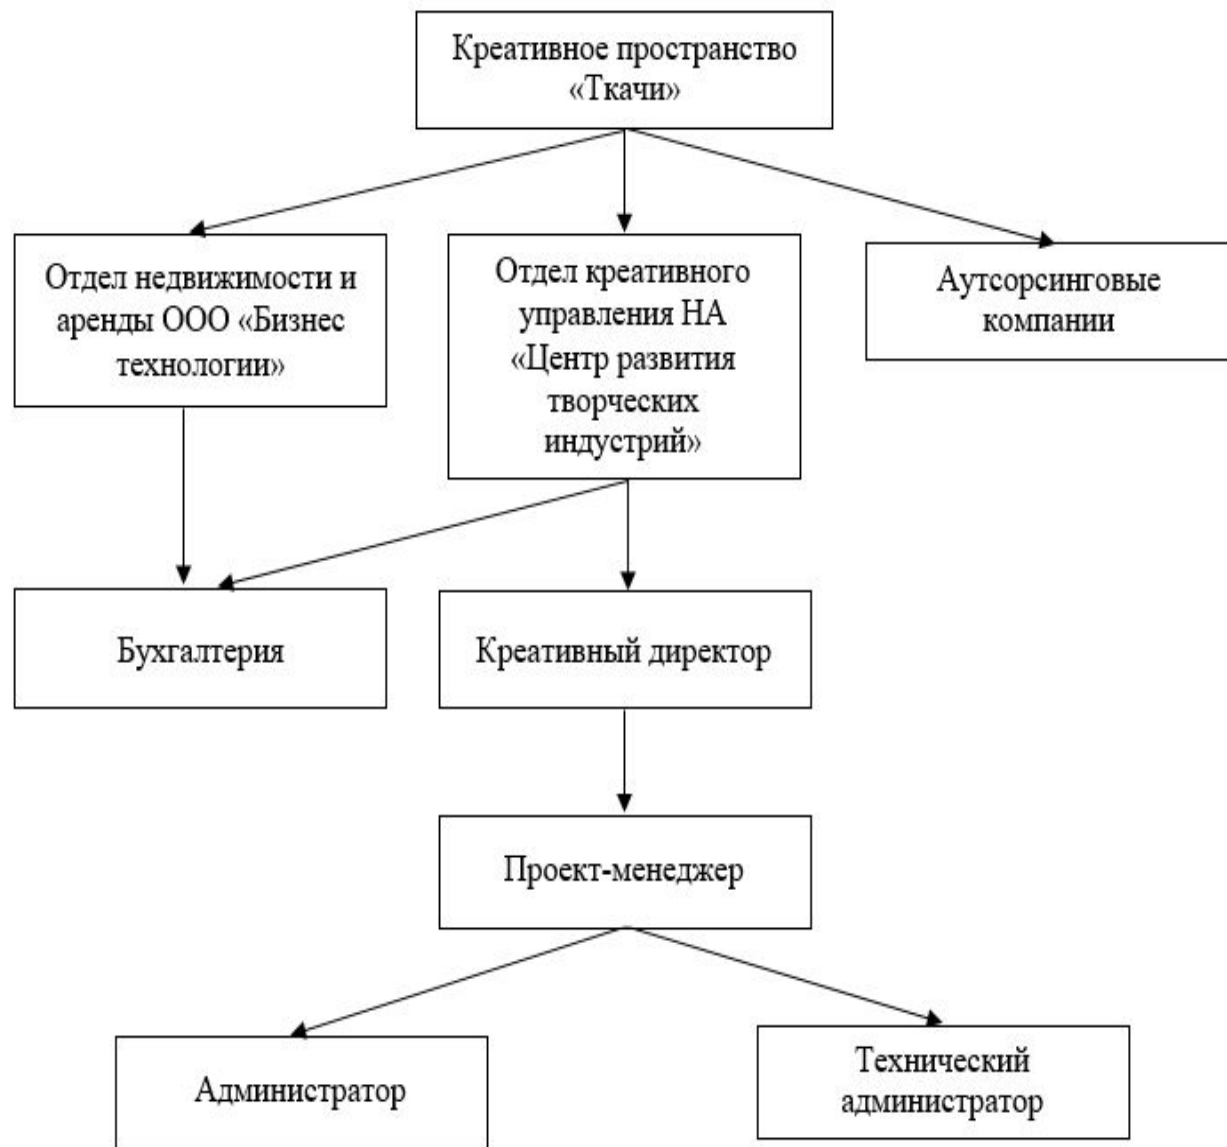 Креативное пространство
«Ткачи»
Отдел недвижимости и
аренды ООО «Бизнес
технологии»
Отдел креативного
управления НА
«Центр развития
творческих
индустрий»
Аутсорсинговые
компании
Бухгалтерия
Креативный директор
Проект-менеджер
Администратор
Технический
администратор